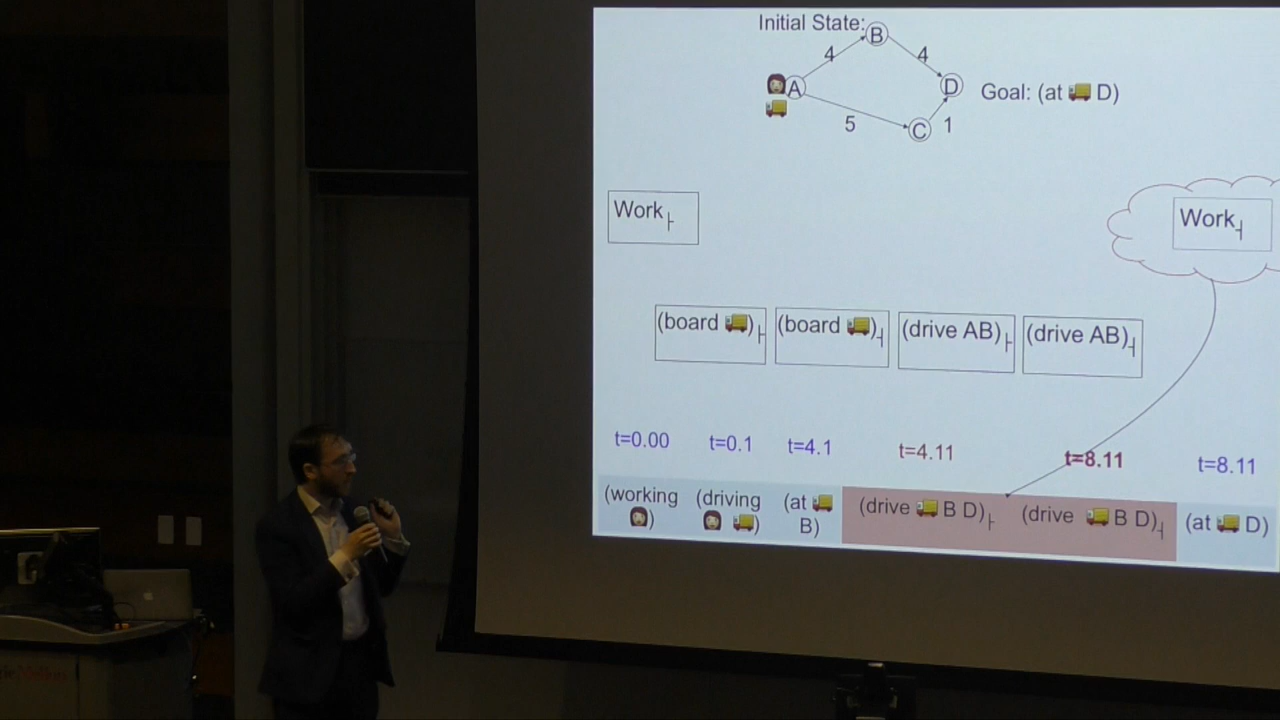 Initial State:
B
4
4
A
D
Goal: (at D)
5
C
1
Work⊢
Work⊣
(board )⊢
(board )⊣
(drive AB)⊢
(drive AB)⊣
t=0.00
t=0.1
t=4.1
t=4.11
t=8.11
t=8.11
(working
)
(driving
)
(at
B)
(drive B D)⊢
(drive B D)⊣
(at D)